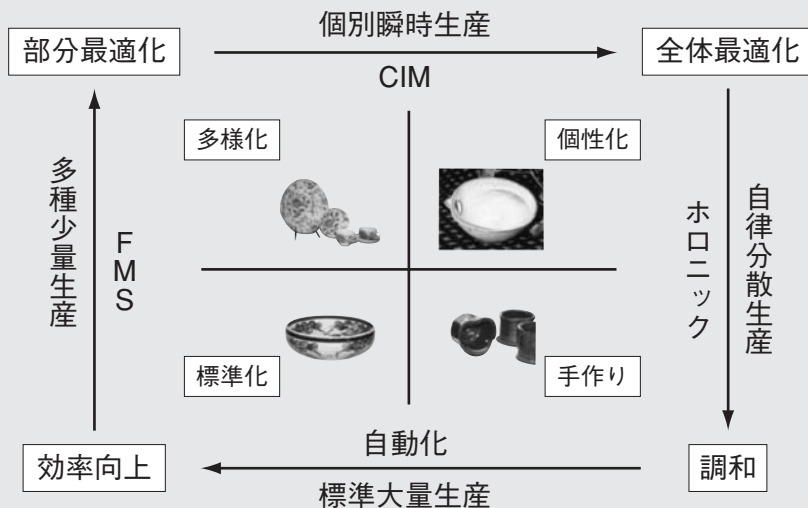 個別瞬時生産
部分最適化
全体最適化
CIM
多様化
個性化
多種少量生産
FMS
ホロニック
自律分散生産
標準化
手作り
自動化
効率向上
調和
標準大量生産